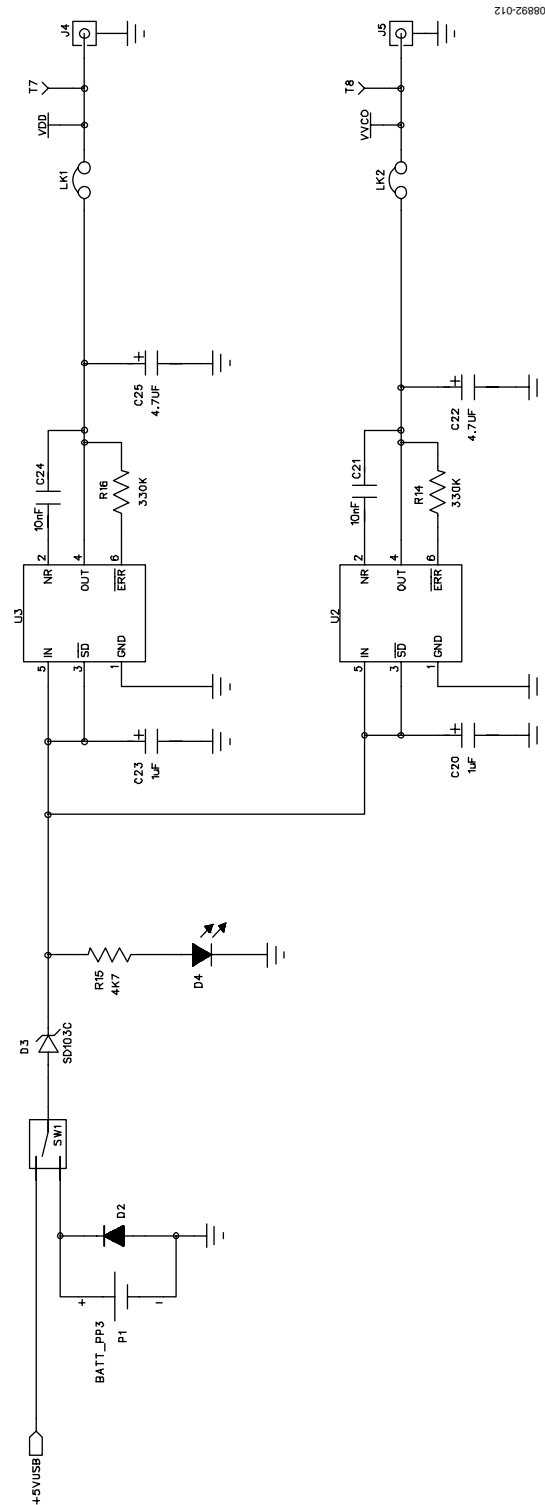 08892-012
J4
T7
VDD
LK1
C25
4.7UF
C24
10nF
R16
330K
U3
NR 2
OUT 4
ERR 6
5 IN
3 SD
1 GND
C23
1uF
J5
T8
VVCO
LK2
C22
4.7UF
C21
10nF
R14
330K
U2
NR 2
OUT 4
ERR 6
5 IN
3 SD
1 GND
C20
1uF
R15
4K7
D4
D3
SD103C
SW1
D2
+
-
BATT_PP3
P1
+5VUSB
+
+
+
+